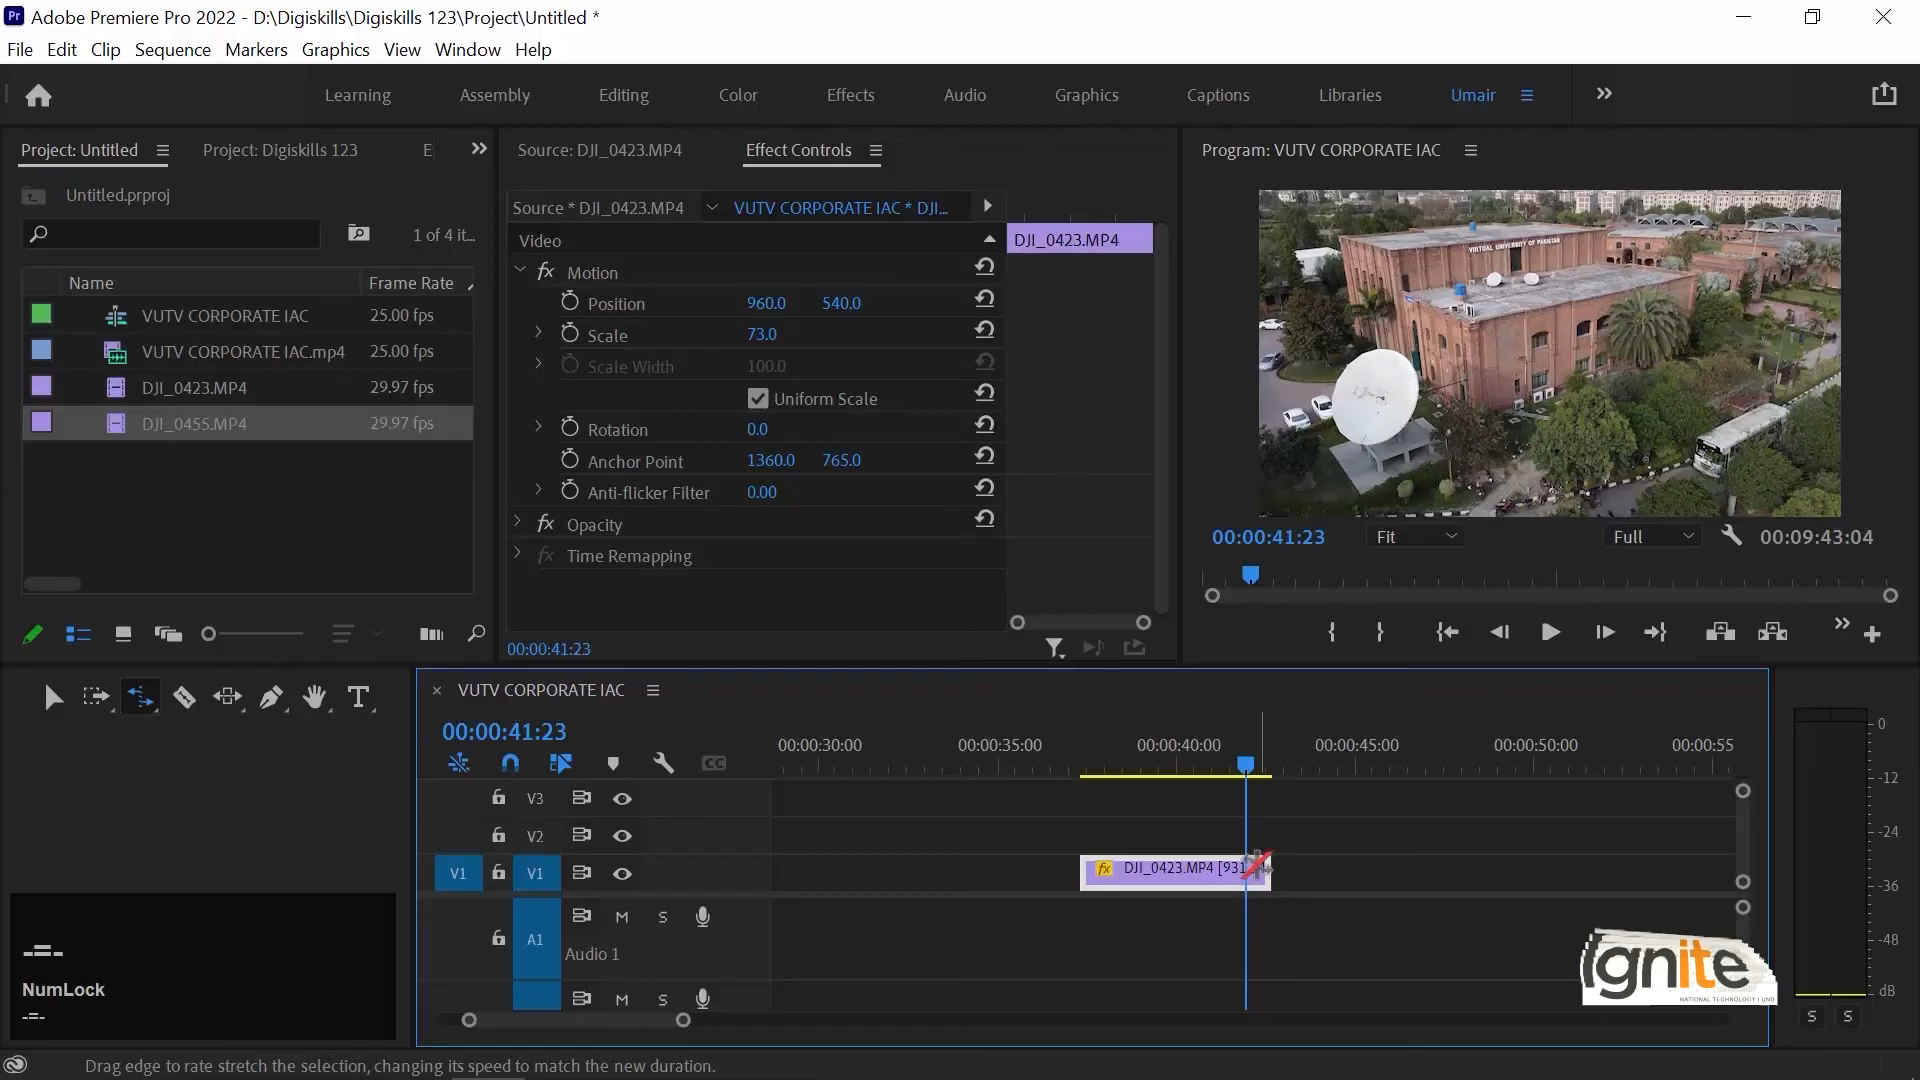 Adobe Premiere Pro 2022 - D:\Digiskills\Digiskills 123\Project\Untitled *
File Edit Clip Sequence Markers Graphics View Window Help
Learning Assembly Editing Color Effects Audio Graphics Captions Libraries Umair
Project: Untitled Project: Digiskills 123 E
Untitled.prproj
1 of 4 it...
Name Frame Rate
VUTV CORPORATE IAC 25.00 fps
VUTV CORPORATE IAC.mp4 25.00 fps
DJI_0423.MP4 29.97 fps
DJI_0455.MP4 29.97 fps
Source: DJI_0423.MP4 Effect Controls
Source * DJI_0423.MP4 VUTV CORPORATE IAC * DJI...
Video
DJI_0423.MP4
fx Motion
Position 960.0 540.0
Scale 73.0
Scale Width 100.0
Uniform Scale
Rotation 0.0
Anchor Point 1360.0 765.0
Anti-flicker Filter 0.00
fx Opacity
fx Time Remapping
00:00:41:23
Program: VUTV CORPORATE IAC
VIRTUAL UNIVERSITY OF PAKISTAN
00:00:41:23 Fit Full 00:09:43:04
T
NumLock
× VUTV CORPORATE IAC
00:00:41:23
CC
00:00:30:00 00:00:35:00 00:00:40:00 00:00:45:00 00:00:50:00 00:00:55
V3
V2
V1 V1
fx DJI_0423.MP4 [931
A1 M S
Audio 1
M S
0
-12
-24
-36
-48
dB
S S
ignite
NATIONAL TECHNOLOGY FUND
Drag edge to rate stretch the selection, changing its speed to match the new duration.
Pr